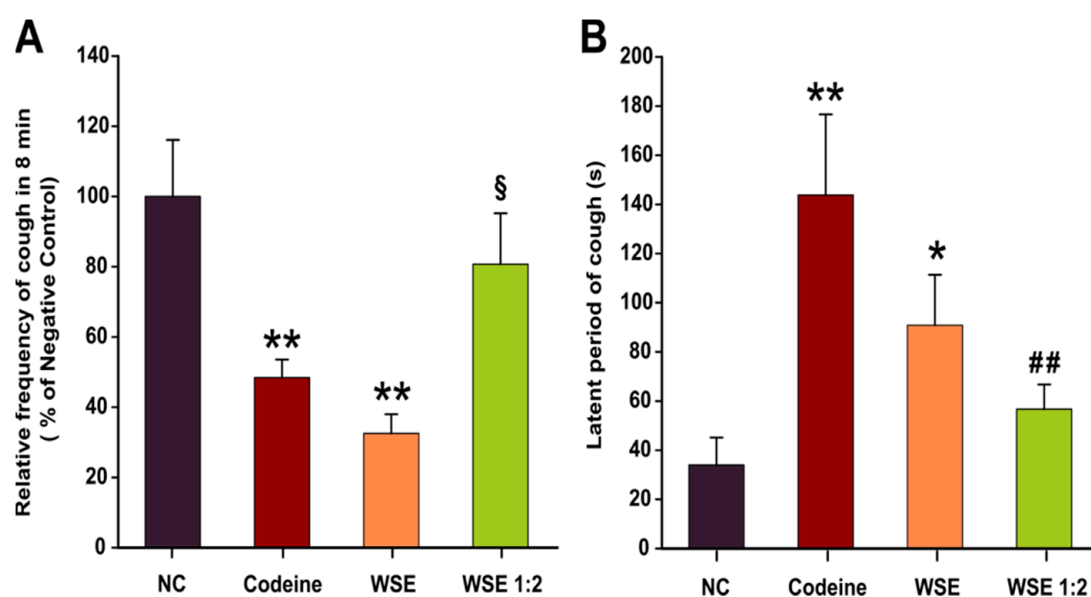 A
Relative frequency of cough in 8 min
( % of Negative Control)
140
120
100
80
60
40
20
0
**
**
§
NC
Codeine
WSE
WSE 1:2
B
Latent period of cough (s)
200
180
160
140
120
100
80
60
40
20
0
**
*
##
NC
Codeine
WSE
WSE 1:2